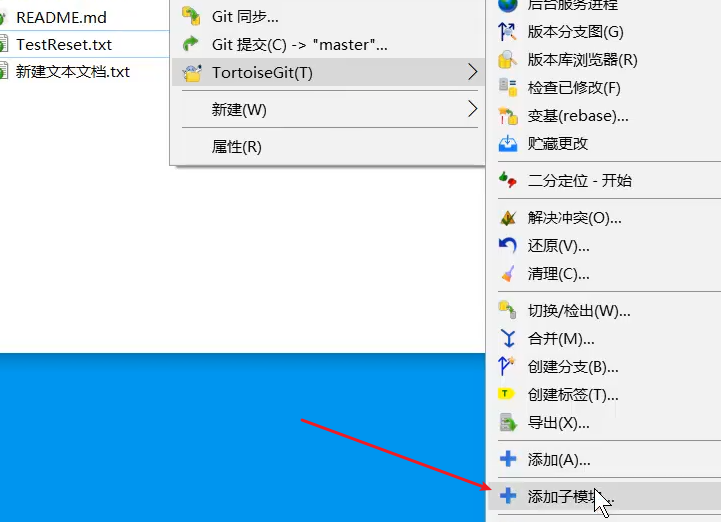 README.md
TestReset.txt
新建文本文档.txt
Git 同步...
Git 提交(C) -> "master"...
TortoiseGit(T)
新建(W)
属性(R)
后台服务进程
版本分支图(G)
版本库浏览器(R)
检查已修改(F)
变基(rebase)...
贮藏更改
二分定位 - 开始
解决冲突(O)...
还原(V)...
清理(C)...
切换/检出(W)...
合并(M)...
创建分支(B)...
创建标签(T)...
导出(X)...
添加(A)...
添加子模块...